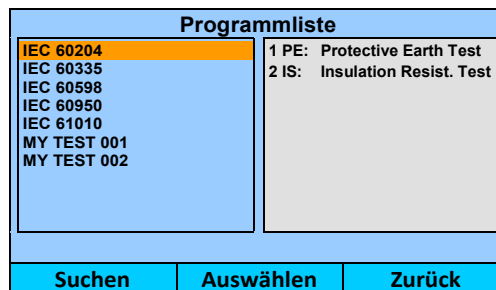 Programmliste
IEC 60204
IEC 60335
IEC 60598
IEC 60950
IEC 61010
MY TEST 001
MY TEST 002
1 PE: Protective Earth Test
2 IS: Insulation Resist. Test
Suchen Auswählen Zurück